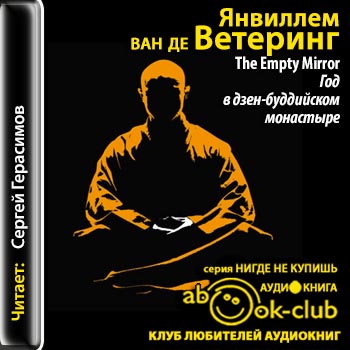 Янвиллем
ван де Ветеринг
The Empty Mirror
Год
в дзен-буддийском
монастыре
Читает: Сергей Герасимов
серия НИГДЕ НЕ КУПИШЬ
АУДИОКНИГА
abook-club
КЛУБ ЛЮБИТЕЛЕЙ АУДИОКНИГ